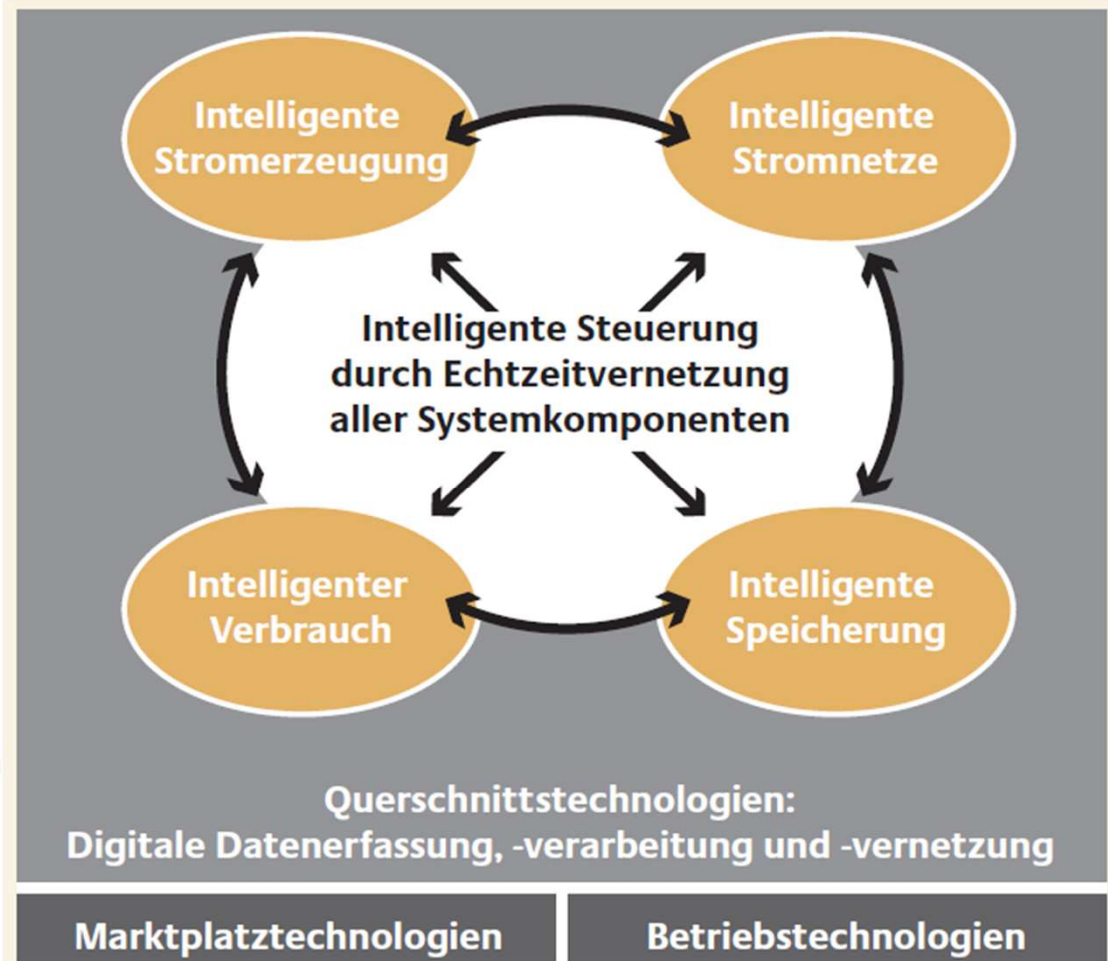 Intelligente
Stromerzeugung
Intelligente
Stromnetze
Intelligente Steuerung
durch Echtzeitvernetzung
aller Systemkomponenten
Intelligenter
Verbrauch
Intelligente
Speicherung
Querschnittstechnologien:
Digitale Datenerfassung, -verarbeitung und -vernetzung
Marktplatztechnologien
Betriebstechnologien